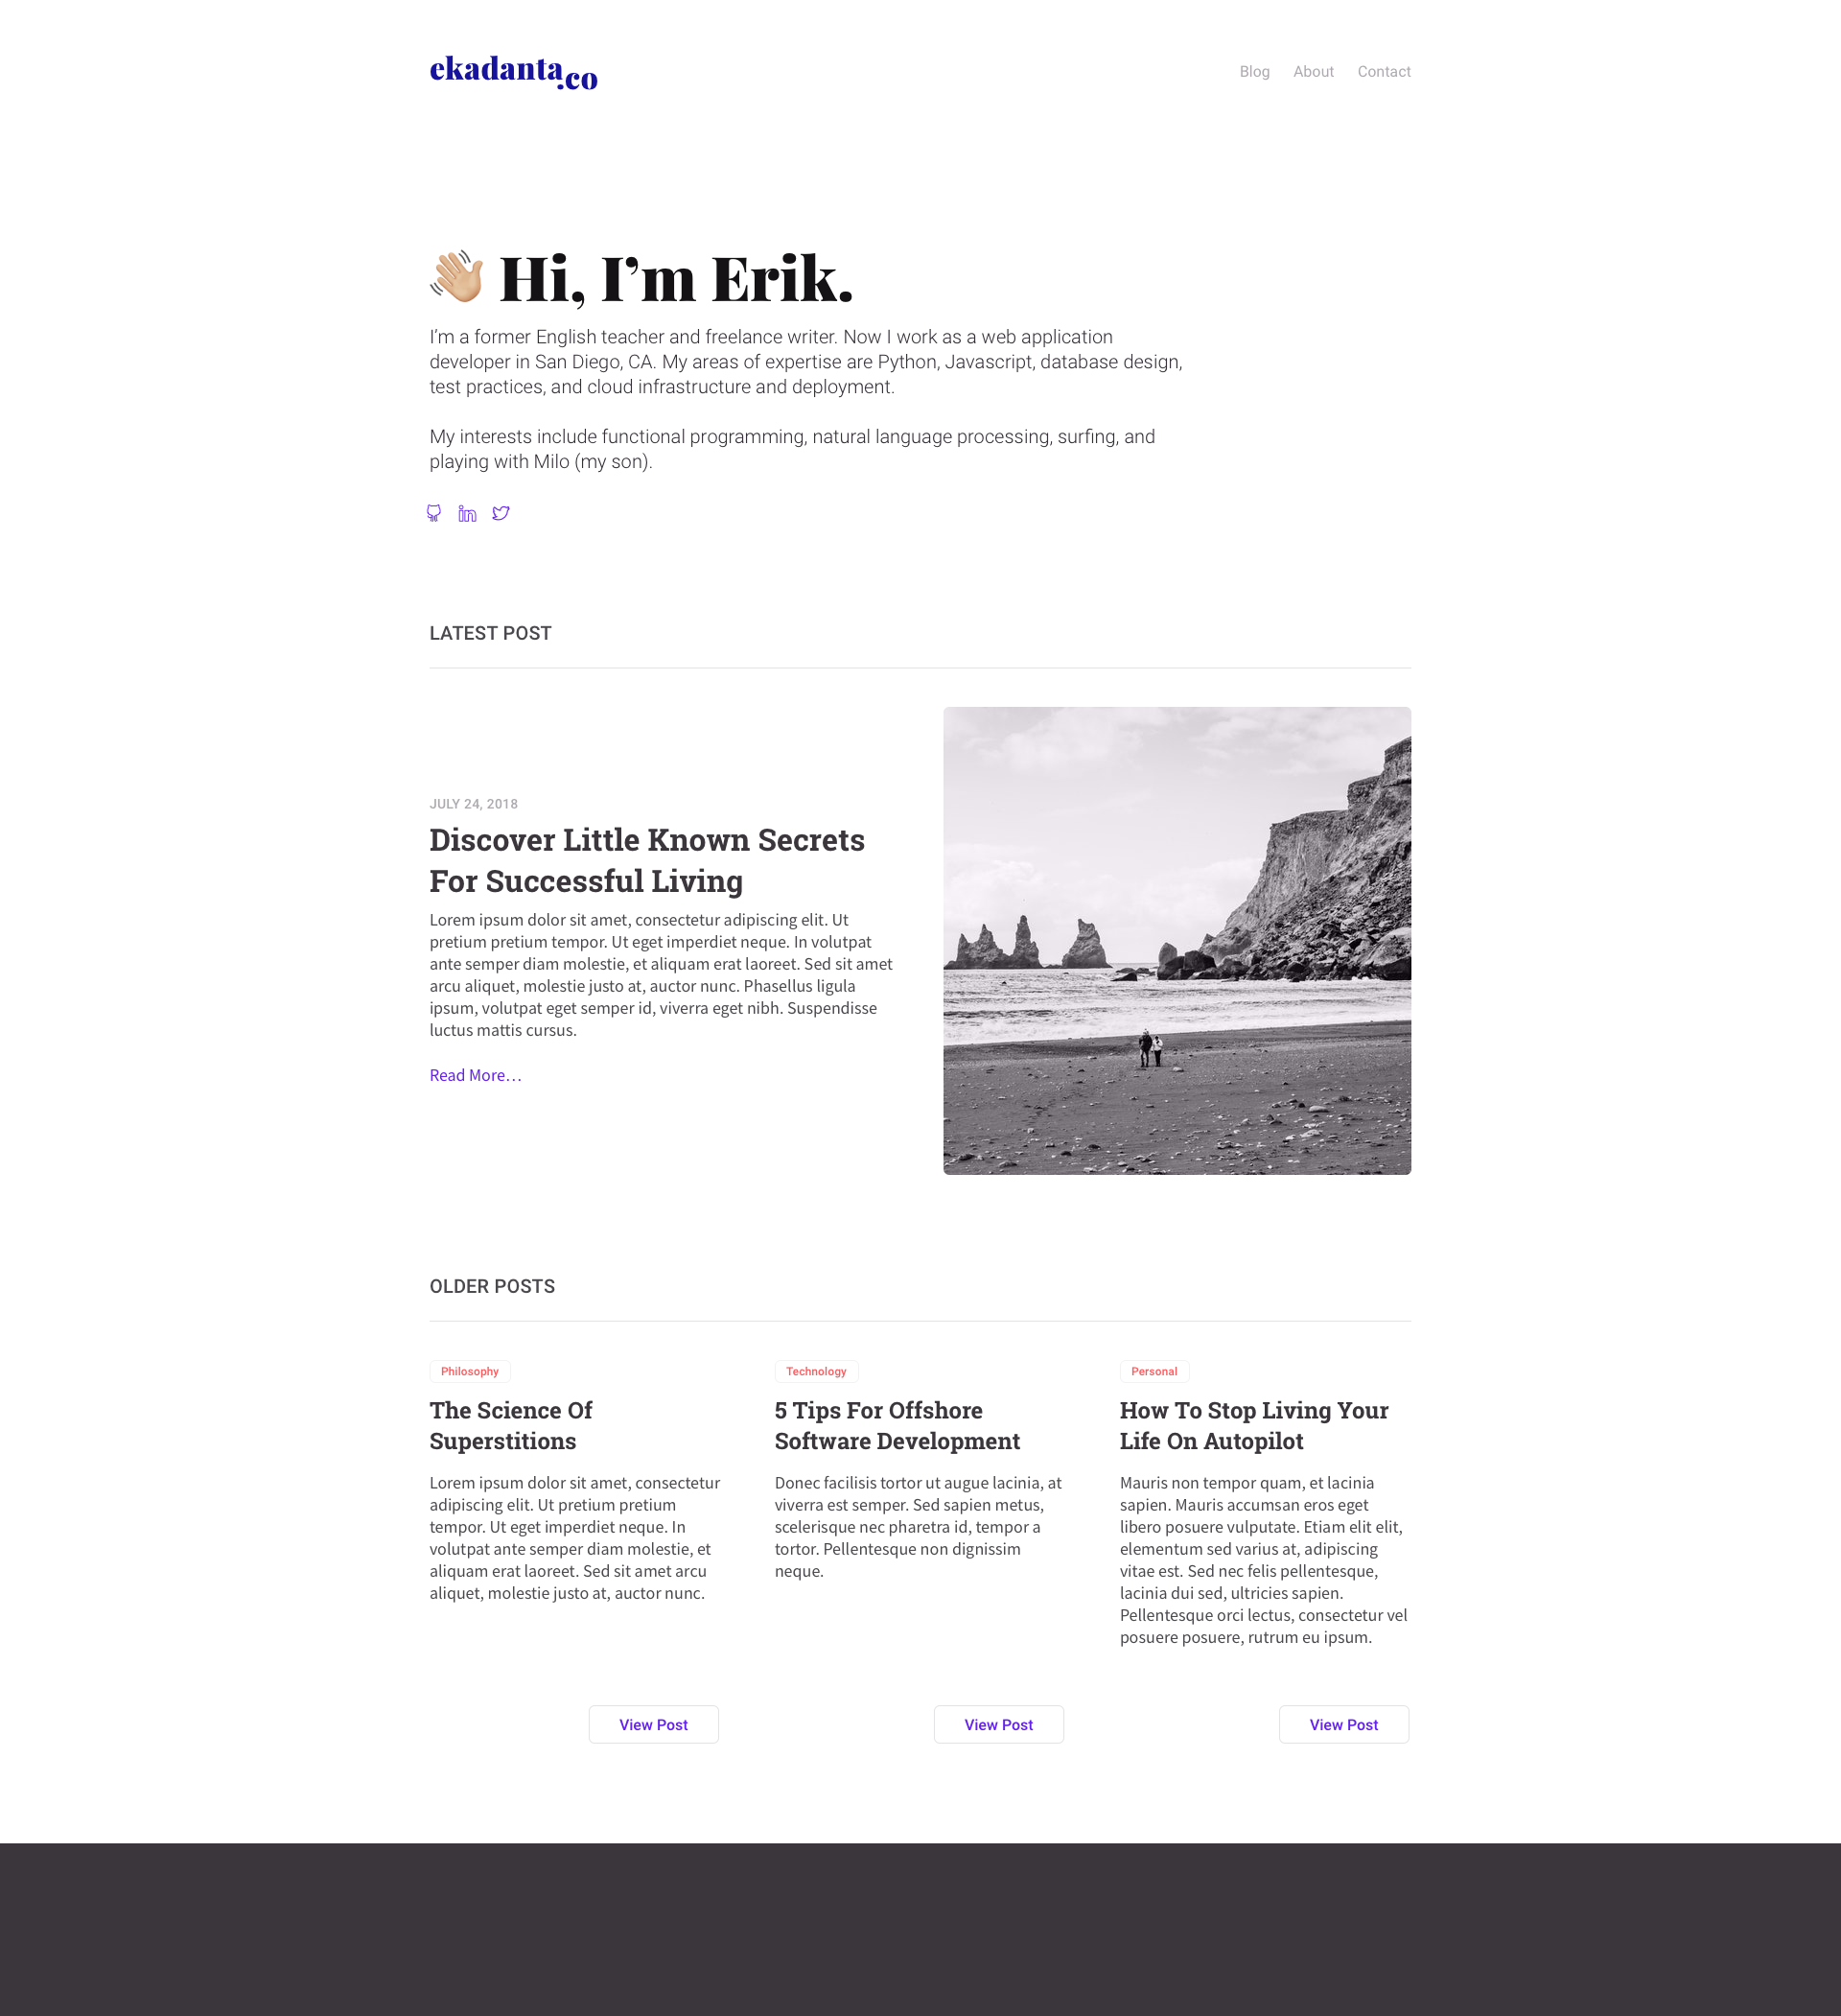 ekadanta.co
Blog About Contact
👋🏼 Hi, I’m Erik.
I’m a former English teacher and freelance writer. Now I work as a web application
developer in San Diego, CA. My areas of expertise are Python, Javascript, database design,
test practices, and cloud infrastructure and deployment.
My interests include functional programming, natural language processing, surfing, and
playing with Milo (my son).
in
LATEST POST
JULY 24, 2018
Discover Little Known Secrets
For Successful Living
Lorem ipsum dolor sit amet, consectetur adipiscing elit. Ut
pretium pretium tempor. Ut eget imperdiet neque. In volutpat
ante semper diam molestie, et aliquam erat laoreet. Sed sit amet
arcu aliquet, molestie justo at, auctor nunc. Phasellus ligula
ipsum, volutpat eget semper id, viverra eget nibh. Suspendisse
luctus mattis cursus.
Read More…
OLDER POSTS
Philosophy
The Science Of
Superstitions
Lorem ipsum dolor sit amet, consectetur
adipiscing elit. Ut pretium pretium
tempor. Ut eget imperdiet neque. In
volutpat ante semper diam molestie, et
aliquam erat laoreet. Sed sit amet arcu
aliquet, molestie justo at, auctor nunc.
View Post
Technology
5 Tips For Offshore
Software Development
Donec facilisis tortor ut augue lacinia, at
viverra est semper. Sed sapien metus,
scelerisque nec pharetra id, tempor a
tortor. Pellentesque non dignissim
neque.
View Post
Personal
How To Stop Living Your
Life On Autopilot
Mauris non tempor quam, et lacinia
sapien. Mauris accumsan eros eget
libero posuere vulputate. Etiam elit elit,
elementum sed varius at, adipiscing
vitae est. Sed nec felis pellentesque,
lacinia dui sed, ultricies sapien.
Pellentesque orci lectus, consectetur vel
posuere posuere, rutrum eu ipsum.
View Post